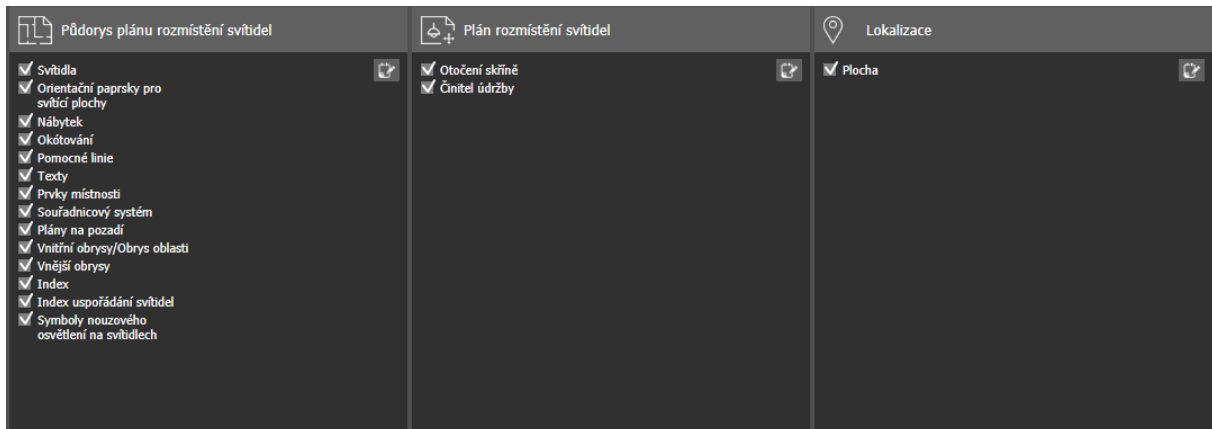 Půdorys plánu rozmístění svítidel
Svítidla
Orientační paprsky pro
svítící plochy
Nábytek
Okótování
Pomocné linie
Texty
Prvky místnosti
Souřadnicový systém
Plány na pozadí
Vnitřní obrysy/Obrys oblasti
Vnější obrysy
Index
Index uspořádání svítidel
Symboly nouzového
osvětlení na svítidlech
Plán rozmístění svítidel
Otočení skříně
Činitel údržby
Lokalizace
Plocha